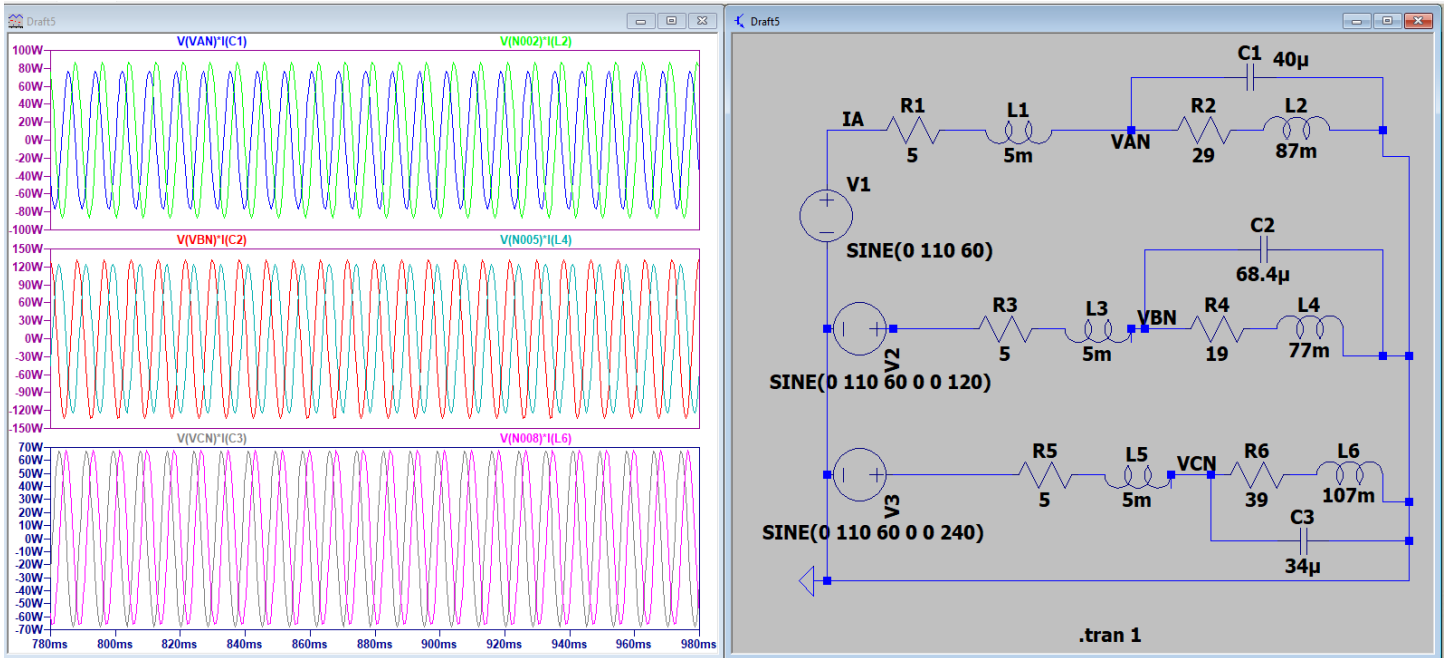 Draft5
V(VAN)*I(C1) V(N002)*I(L2)
100W
80W
60W
40W
20W
0W
-20W
-40W
-60W
-80W
-100W
V(VBN)*I(C2) V(N005)*I(L4)
150W
120W
90W
60W
30W
0W
-30W
-60W
-90W
-120W
-150W
V(VCN)*I(C3) V(N008)*I(L6)
70W
60W
50W
40W
30W
20W
10W
0W
-10W
-20W
-30W
-40W
-50W
-60W
-70W
780ms 800ms 820ms 840ms 860ms 880ms 900ms 920ms 940ms 960ms 980ms
Draft5
C1 40µ
IA R1 L1 VAN R2 L2
5 5m 29 87m
V1
SINE(0 110 60)
C2
68.4µ
R3 L3 VBN R4 L4
5 5m 19 77m
V2
SINE(0 110 60 0 0 120)
R5 L5 VCN R6 L6
5 5m 39 107m
V3
SINE(0 110 60 0 0 240)
C3
34µ
.tran 1